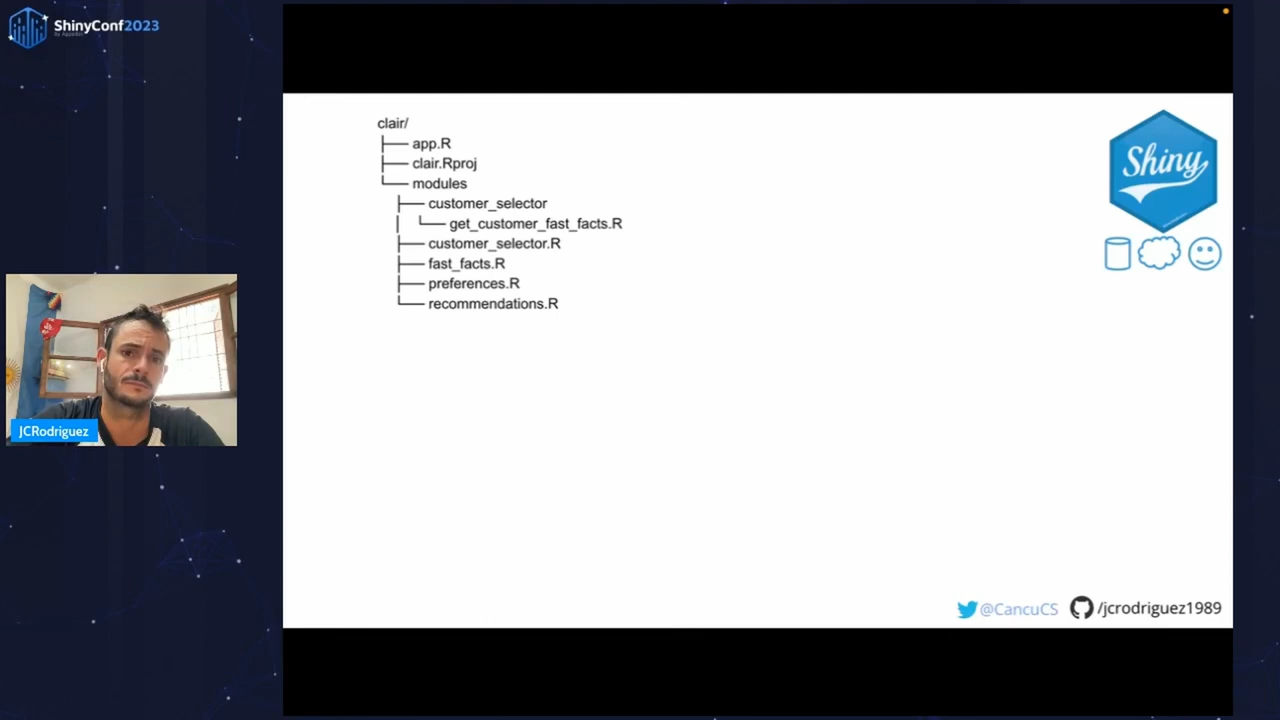 ShinyConf2023
clair/
├── app.R
├── clair.Rproj
└── modules
├── customer_selector
│ └── get_customer_fast_facts.R
├── customer_selector.R
├── fast_facts.R
├── preferences.R
└── recommendations.R
Shiny
JCRodriguez
@CancuCS /jcrodriguez1989